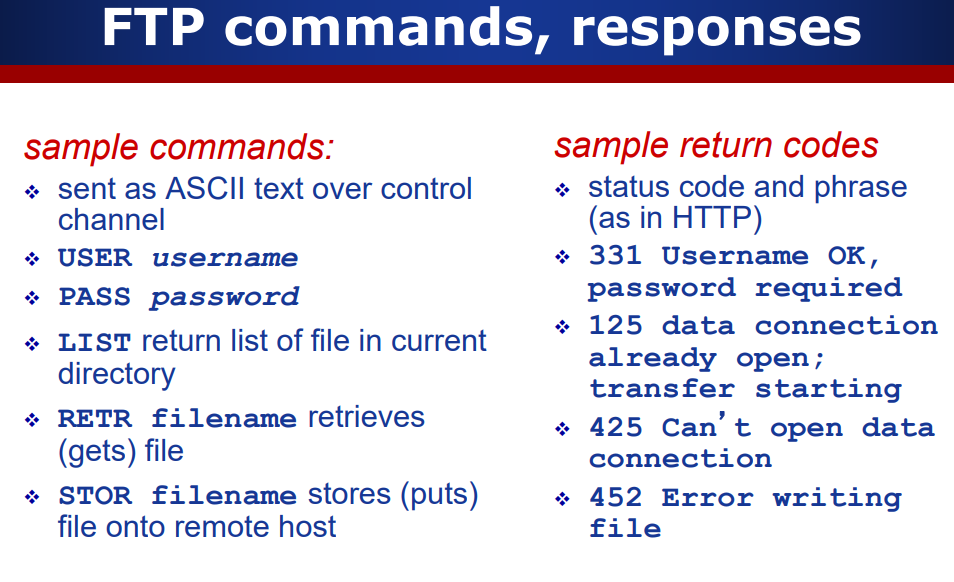 FTP commands, responses
sample commands:
❖ sent as ASCII text over control
channel
❖ USER username
❖ PASS password
❖ LIST return list of file in current
directory
❖ RETR filename retrieves
(gets) file
❖ STOR filename stores (puts)
file onto remote host
sample return codes
❖ status code and phrase
(as in HTTP)
❖ 331 Username OK,
password required
❖ 125 data connection
already open;
transfer starting
❖ 425 Can’t open data
connection
❖ 452 Error writing
file